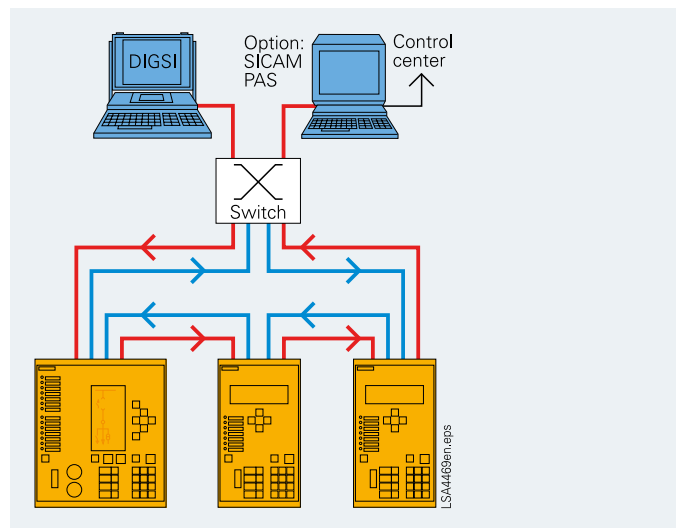 DIGSI
Option:
SICAM
PAS
Control
center
Switch
LSA4469en.eps